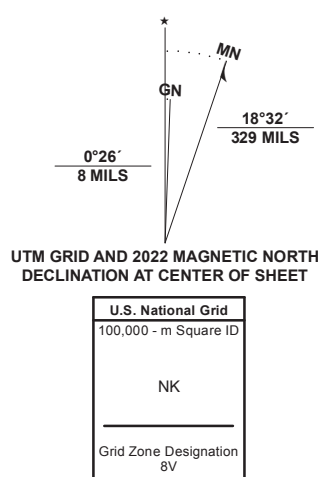 ★
MN
GN
0°26´
8 MILS
18°32´
329 MILS
UTM GRID AND 2022 MAGNETIC NORTH
DECLINATION AT CENTER OF SHEET
U.S. National Grid
100,000 - m Square ID
NK
Grid Zone Designation
8V